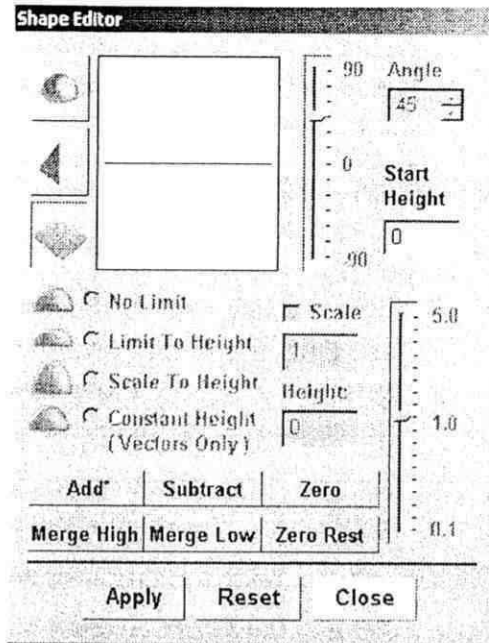 Shape Editor
90 Angle
45
0 Start
Height
0
-90
No Limit
Scale
5.0
Limit To Height
1.1
Scale To Height
Height:
Constant Height
(Vectors Only)
0
1.0
Add* Subtract Zero
Merge High Merge Low Zero Rest
0.1
Apply Reset Close